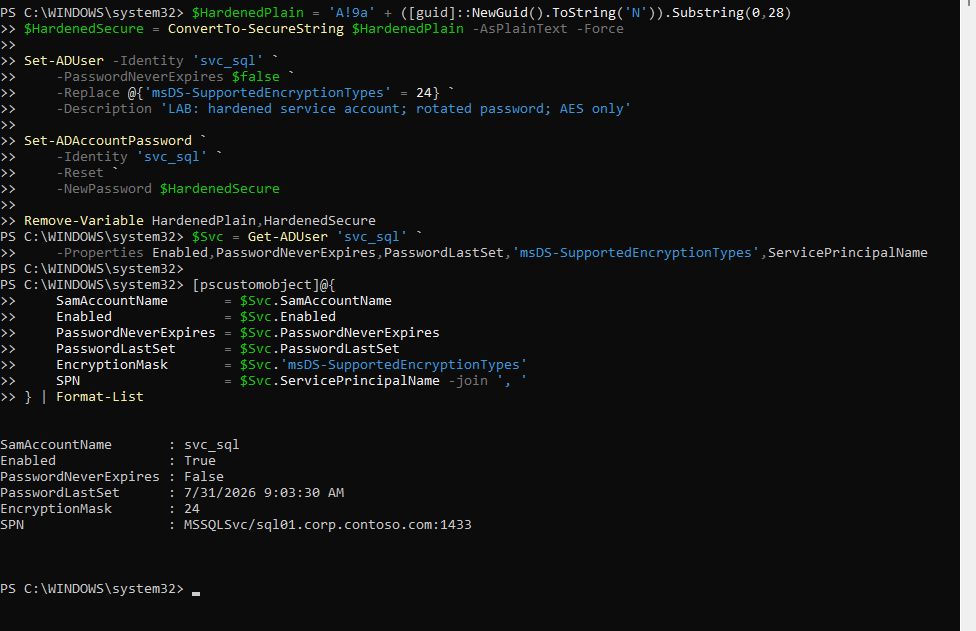 PS C:\WINDOWS\system32> $HardenedPlain = 'A!9a' + ([guid]::NewGuid().ToString('N')).Substring(0,28)
>> $HardenedSecure = ConvertTo-SecureString $HardenedPlain -AsPlainText -Force
>>
>> Set-ADUser -Identity 'svc_sql' `
>>     -PasswordNeverExpires $false `
>>     -Replace @{'msDS-SupportedEncryptionTypes' = 24} `
>>     -Description 'LAB: hardened service account; rotated password; AES only'
>>
>> Set-ADAccountPassword `
>>     -Identity 'svc_sql' `
>>     -Reset `
>>     -NewPassword $HardenedSecure
>>
>> Remove-Variable HardenedPlain,HardenedSecure
PS C:\WINDOWS\system32> $Svc = Get-ADUser 'svc_sql' `
>>     -Properties Enabled,PasswordNeverExpires,PasswordLastSet,'msDS-SupportedEncryptionTypes',ServicePrincipalName
PS C:\WINDOWS\system32>
PS C:\WINDOWS\system32> [pscustomobject]@{
>>     SamAccountName       = $Svc.SamAccountName
>>     Enabled              = $Svc.Enabled
>>     PasswordNeverExpires = $Svc.PasswordNeverExpires
>>     PasswordLastSet      = $Svc.PasswordLastSet
>>     EncryptionMask       = $Svc.'msDS-SupportedEncryptionTypes'
>>     SPN                  = $Svc.ServicePrincipalName -join ', '
>> } | Format-List
SamAccountName       : svc_sql
Enabled              : True
PasswordNeverExpires : False
PasswordLastSet      : 7/31/2026 9:03:30 AM
EncryptionMask       : 24
SPN                  : MSSQLSvc/sql01.corp.contoso.com:1433
PS C:\WINDOWS\system32>